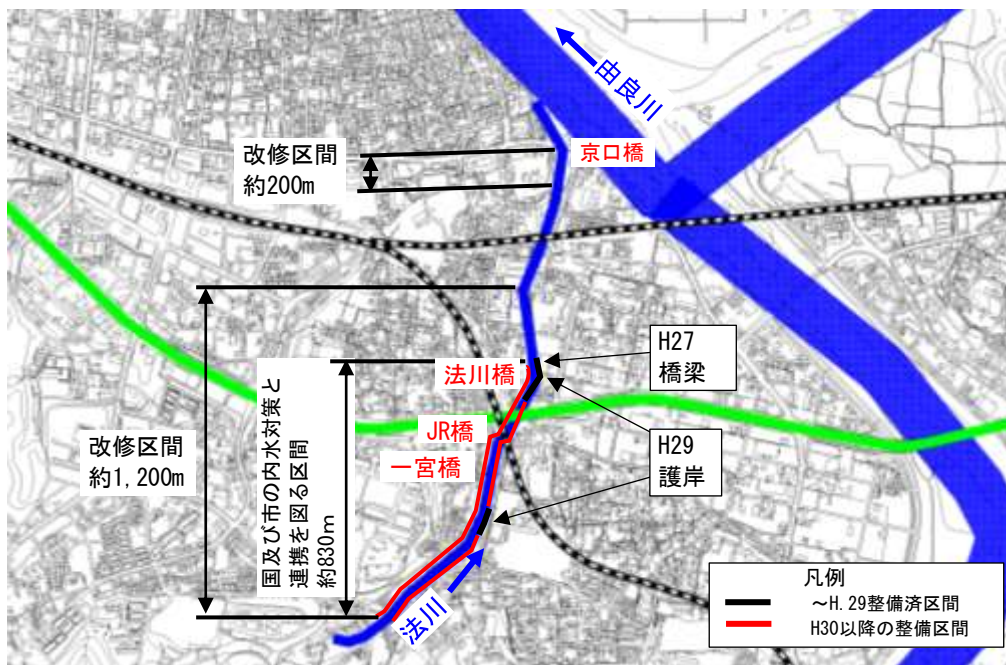 由良川
京口橋
改修区間
約200m
H27
橋梁
法川橋
JR橋
一宮橋
H29
護岸
改修区間
約1,200m
国及び市の内水対策と
連携を図る区間
約830m
法川
凡例
～H.29整備済区間
H30以降の整備区間